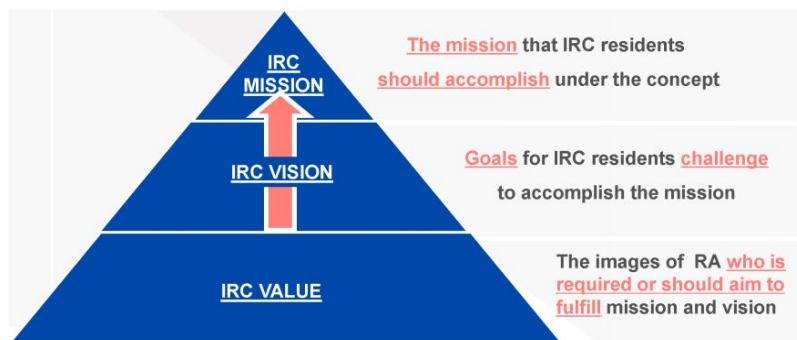 IRC
MISSION
The mission that IRC residents
should accomplish under the concept
IRC VISION
Goals for IRC residents challenge
to accomplish the mission
IRC VALUE
The images of RA who is
required or should aim to
fulfill mission and vision